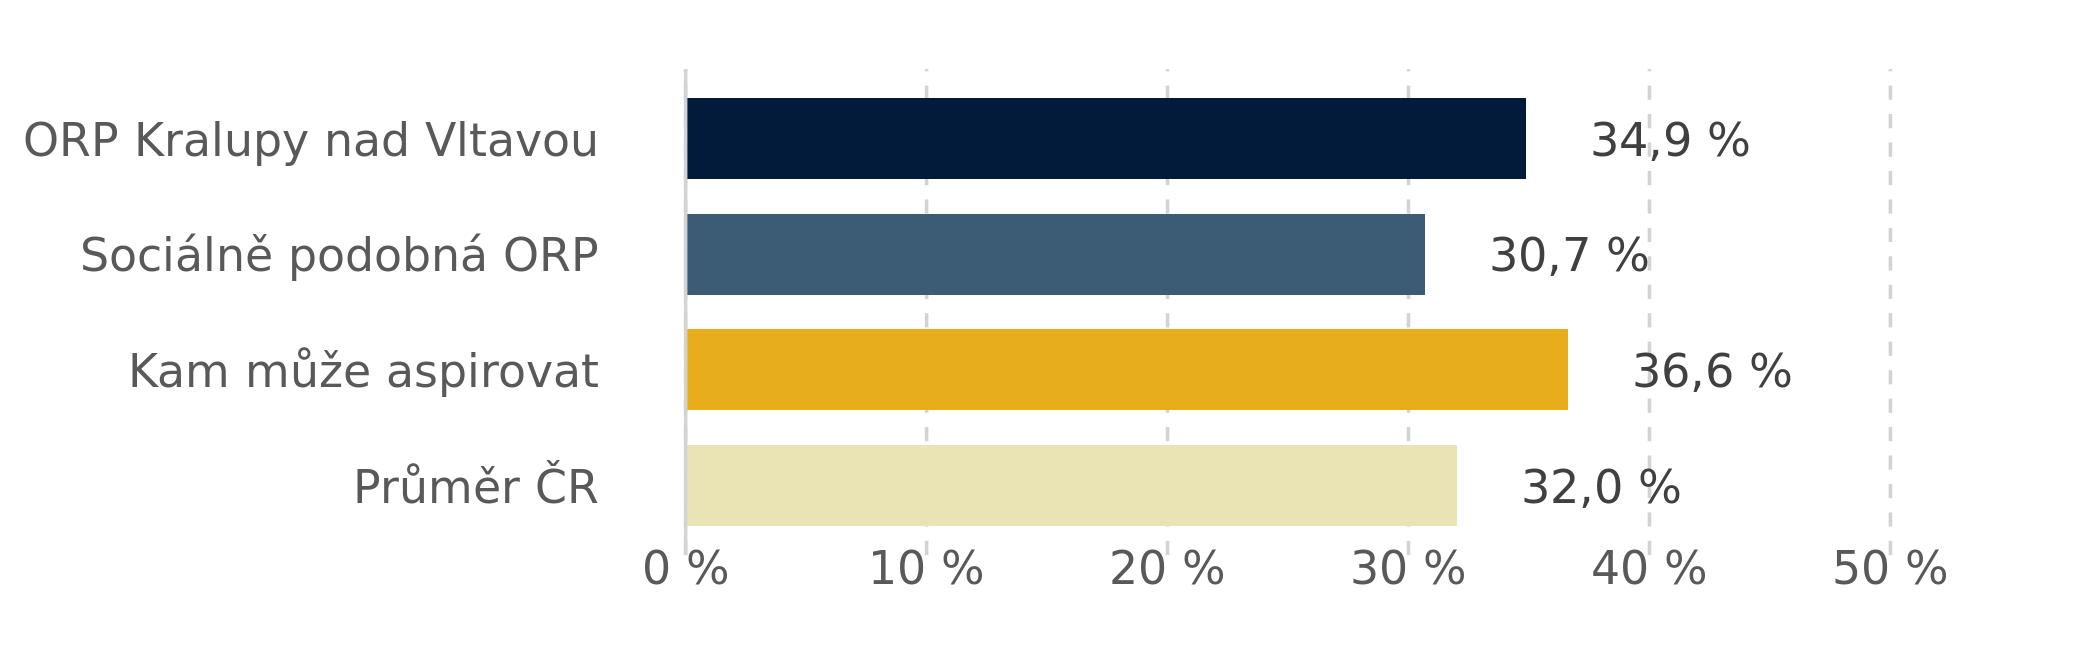 ORP Kralupy nad Vltavou 34,9 %
Sociálně podobná ORP 30,7 %
Kam může aspirovat 36,6 %
Průměr ČR 32,0 %
0 % 10 % 20 % 30 % 40 % 50 %